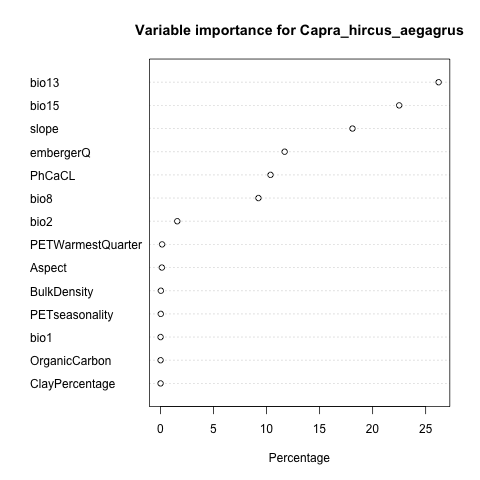 Variable importance for Capra_hircus_aegagrus
bio13
bio15
slope
embergerQ
PhCaCL
bio8
bio2
PETWarmestQuarter
Aspect
BulkDensity
PETseasonality
bio1
OrganicCarbon
ClayPercentage
0 5 10 15 20 25
Percentage